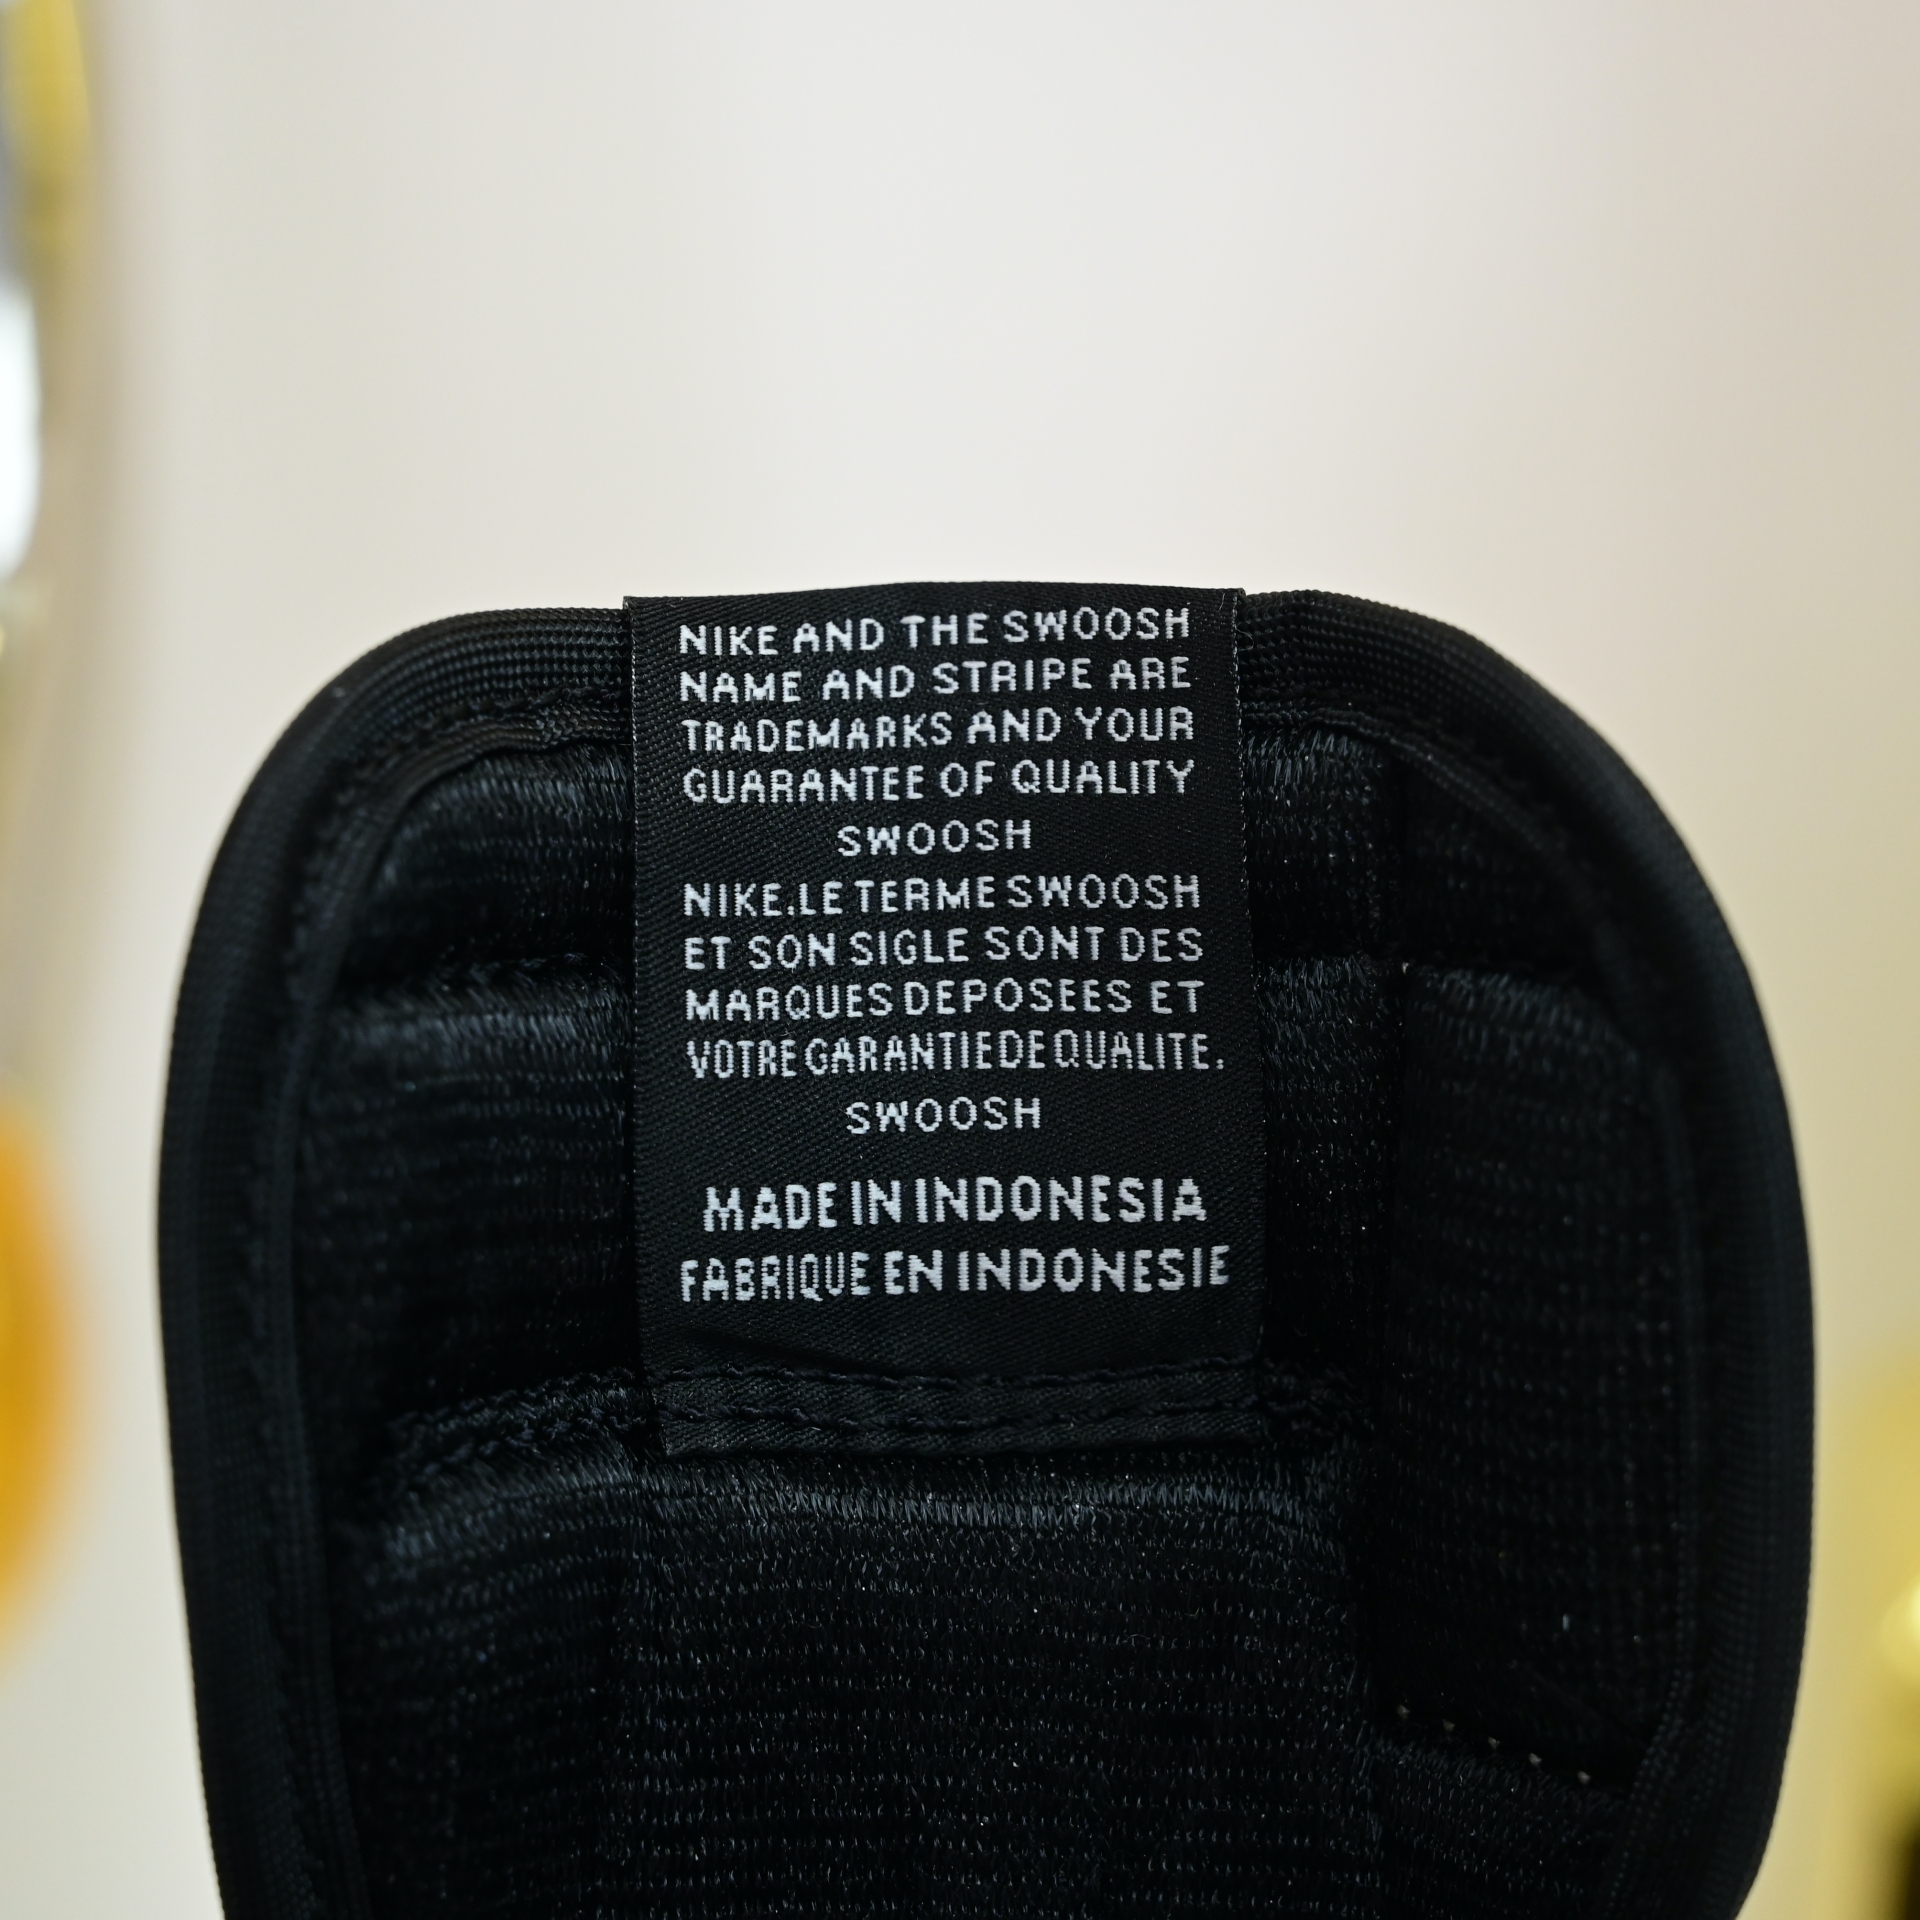 NIKE AND THE SWOOSH
NAME AND STRIPE ARE
TRADEMARKS AND YOUR
GUARANTEE OF QUALITY
SWOOSH
NIKE.LE TERME SWOOSH
ET SON SIGLE SONT DES
MARQUES DEPOSEES ET
VOTRE GARANTIE DE QUALITE.
SWOOSH
MADE IN INDONESIA
FABRIQUE EN INDONESIE